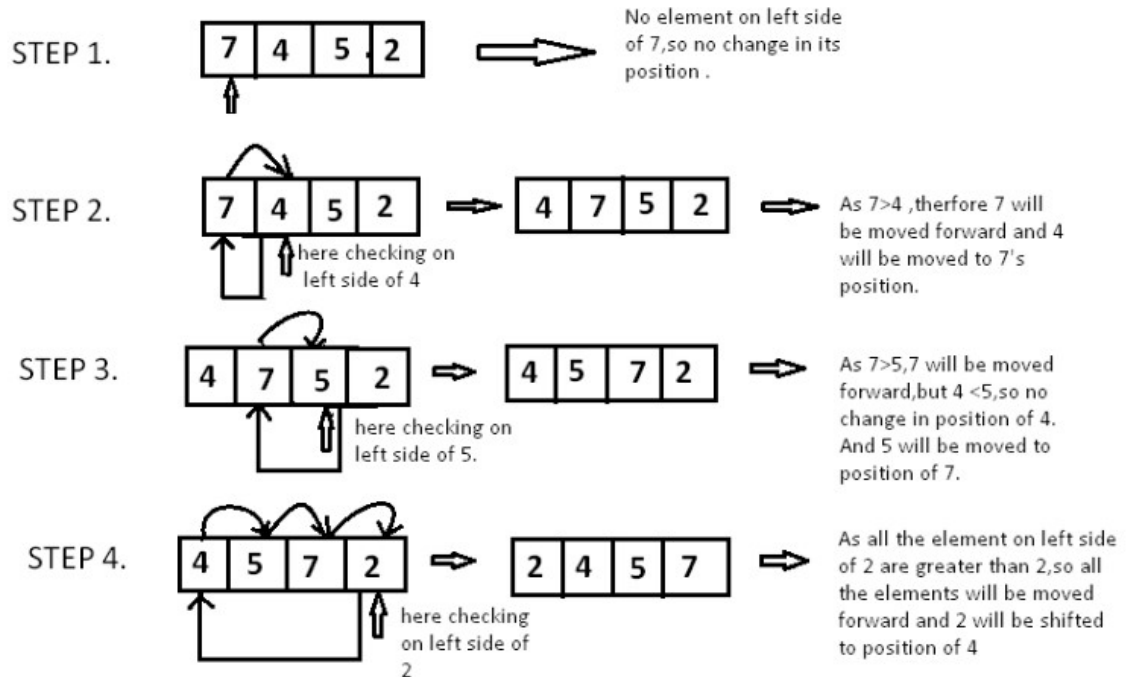 STEP 1.
7 4 5 2
No element on left side
of 7,so no change in its
position .
STEP 2.
7 4 5 2
here checking on
left side of 4
4 7 5 2
As 7>4 ,therfore 7 will
be moved forward and 4
will be moved to 7's
position.
STEP 3.
4 7 5 2
here checking on
left side of 5.
4 5 7 2
As 7>5,7 will be moved
forward,but 4 <5,so no
change in position of 4.
And 5 will be moved to
position of 7.
STEP 4.
4 5 7 2
here checking
on left side of
2
2 4 5 7
As all the element on left side
of 2 are greater than 2,so all
the elements will be moved
forward and 2 will be shifted
to position of 4